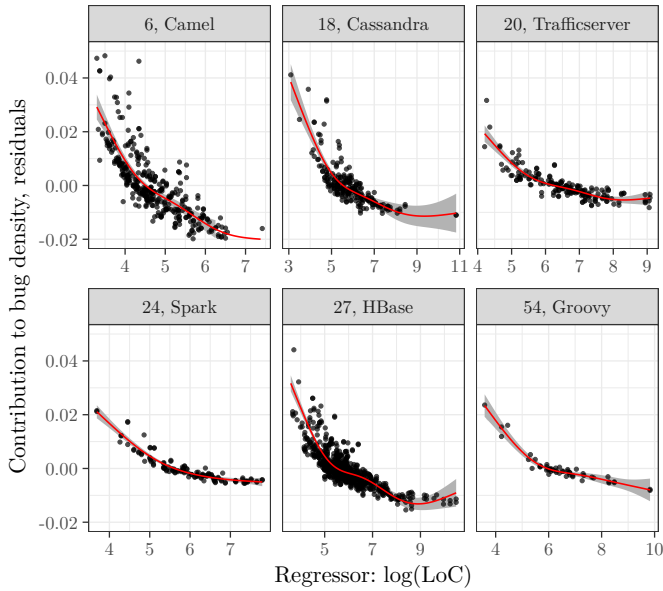 6, Camel 18, Cassandra 20, Trafficserver
0.04
0.02
0.00
-0.02
4 5 6 7 3 5 7 9 11 4 5 6 7 8 9
24, Spark 27, HBase 54, Groovy
0.04
0.02
0.00
-0.02
4 5 6 7 5 7 9 4 6 8 10
Contribution to bug density, residuals
Regressor: log(LoC)